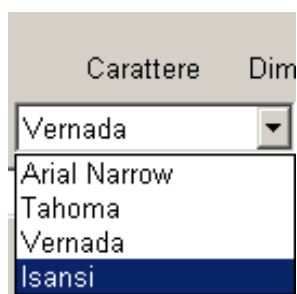 Carattere Dim
Vernada
Arial Narrow
Tahoma
Vernada
Isansi